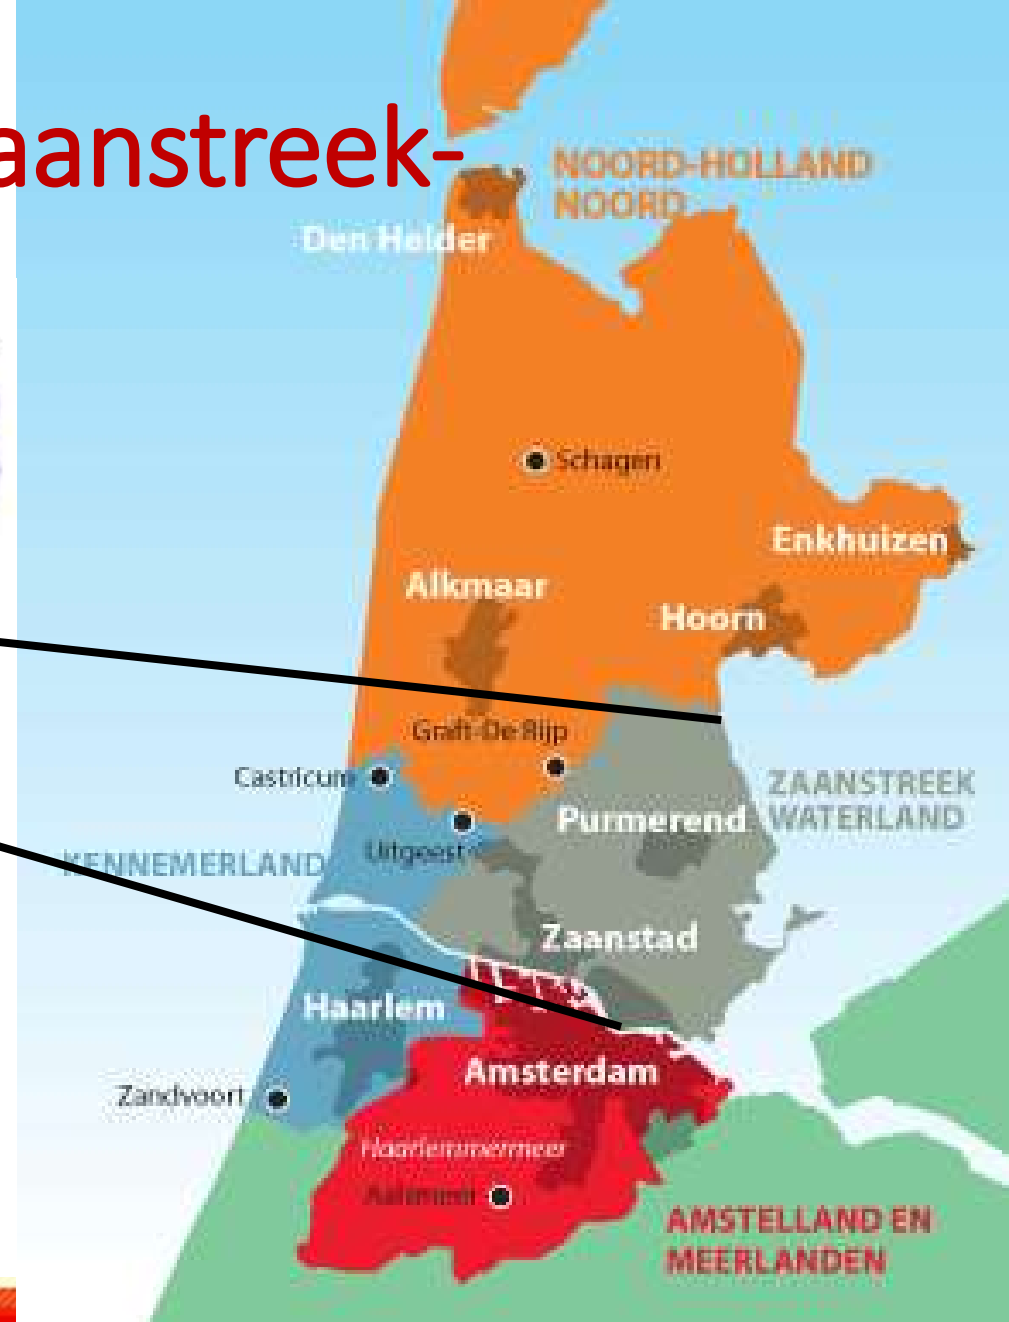 aanstreek-
NOORD-HOLLAND
NOORD
Den Helder
Schagen
Enkhuizen
Alkmaar
Hoorn
Graft-De Rijp
Castricum
ZAANSTREEK
WATERLAND
Purmerend
Uitgeest
KENNEMERLAND
Zaanstad
Haarlem
Amsterdam
Zandvoort
Haarlemmermeer
Aalsmeer
AMSTELLAND EN
MEERLANDEN